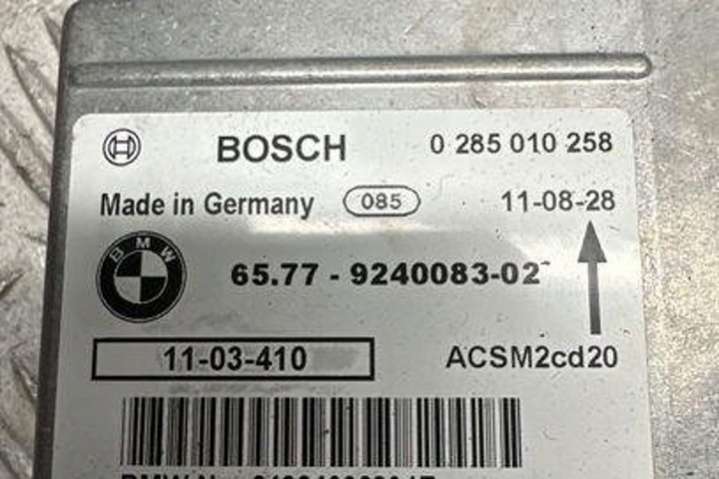 BOSCH 0 285 010 258
Made in Germany 085 11-08-28
BMW 65.77 - 9240083-02
11-03-410 ACSM2cd20